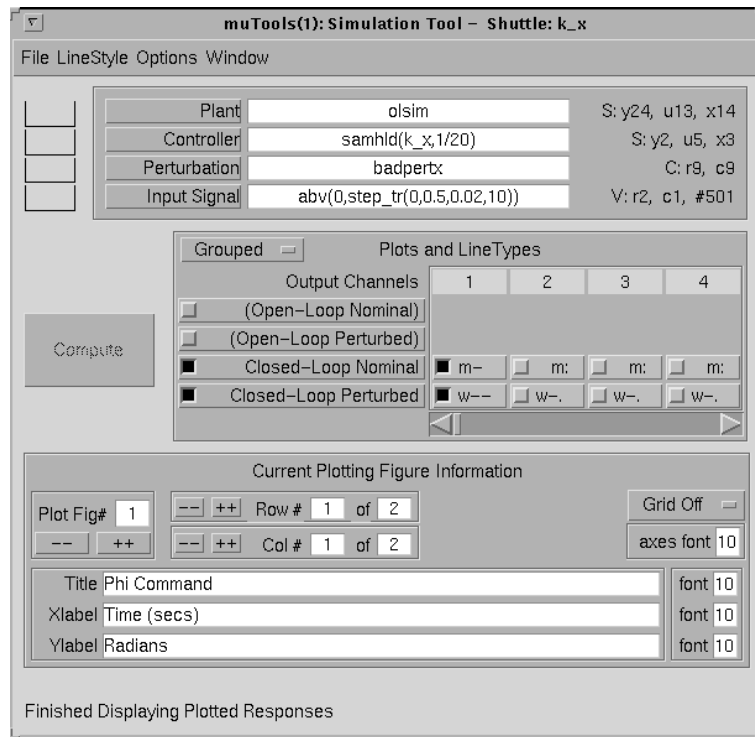 muTools(1): Simulation Tool – Shuttle: k_x
File LineStyle Options Window
Plant olsim S: y24, u13, x14
Controller samhld(k_x,1/20) S: y2, u5, x3
Perturbation badpertx C: r9, c9
Input Signal abv(0,step_tr(0,0.5,0.02,10)) V: r2, c1, #501
Grouped Plots and LineTypes
Output Channels 1 2 3 4
(Open–Loop Nominal)
(Open–Loop Perturbed)
Compute
Closed–Loop Nominal m– m: m: m:
Closed–Loop Perturbed w–– w–. w–. w–.
Current Plotting Figure Information
Plot Fig# 1 –– ++ Row # 1 of 2 Grid Off
–– ++ –– ++ Col # 1 of 2 axes font 10
Title Phi Command font 10
Xlabel Time (secs) font 10
Ylabel Radians font 10
Finished Displaying Plotted Responses